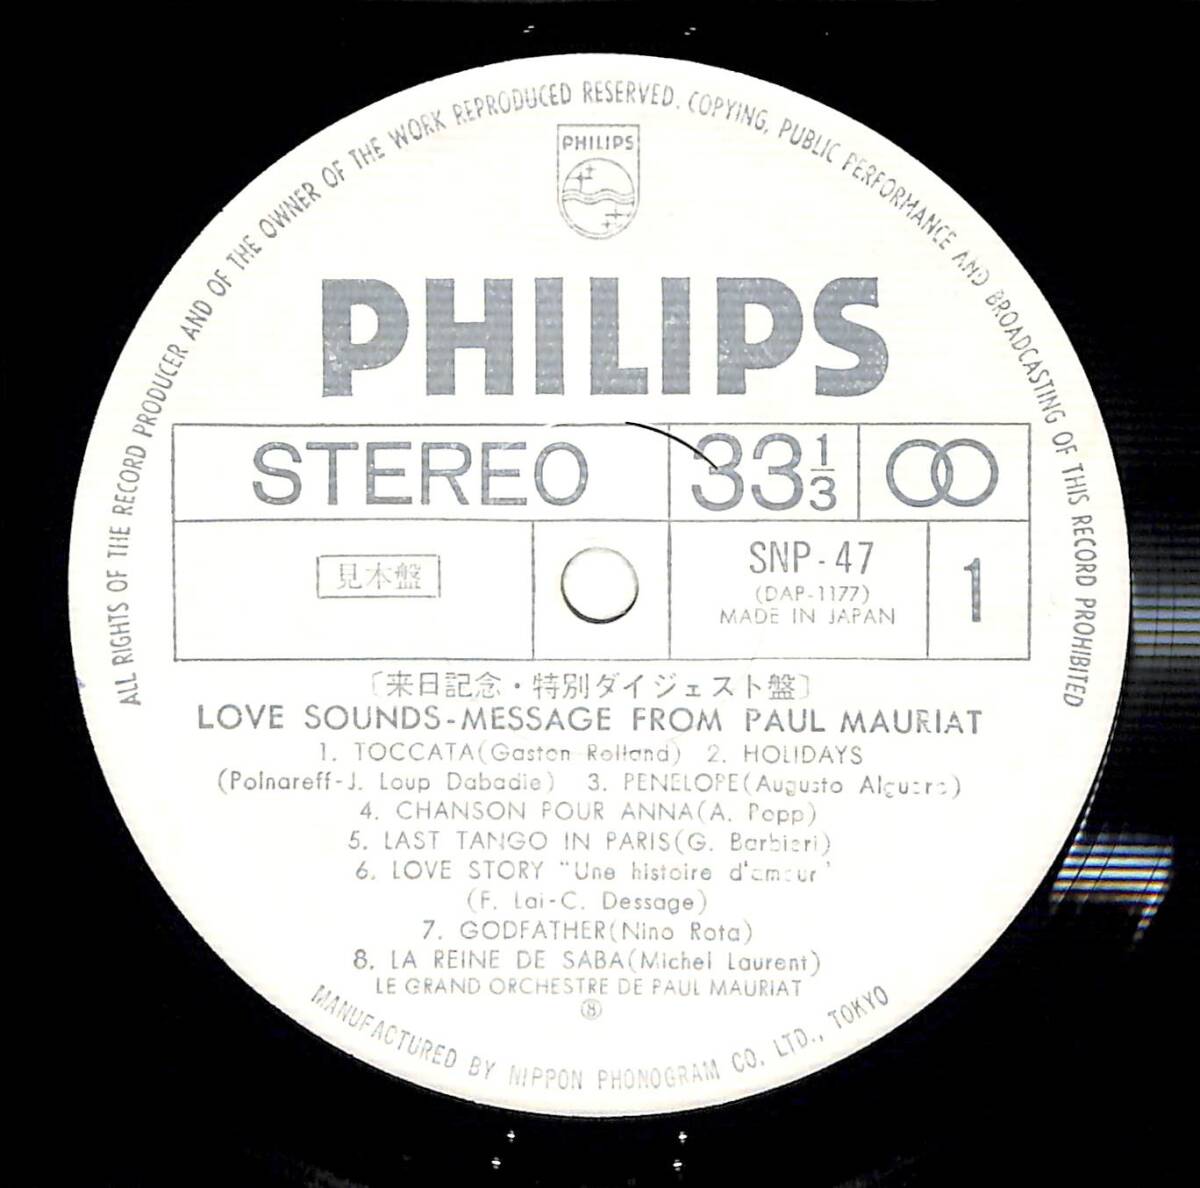 ALL RIGHTS OF THE RECORD PRODUCER AND OF THE OWNER OF THE WORK REPRODUCED RESERVED. COPYING, PUBLIC PERFORMANCE AND BROADCASTING OF THIS RECORD PROHIBITED
PHILIPS
PHILIPS
STEREO 33 1/3
見本盤 SNP-47 1
(DAP-1177)
MADE IN JAPAN
〔来日記念・特別ダイジェスト盤〕
LOVE SOUNDS-MESSAGE FROM PAUL MAURIAT
1. TOCCATA(Gaston Rolland) 2. HOLIDAYS
(Polnareff-J. Loup Dabadie) 3. PENELOPE(Augusto Alguero)
4. CHANSON POUR ANNA(A. Popp)
5. LAST TANGO IN PARIS(G. Barbieri)
6. LOVE STORY "Une histoire d'amour"
(F. Lai-C. Dessage)
7. GODFATHER(Nino Rota)
8. LA REINE DE SABA(Michel Laurent)
LE GRAND ORCHESTRE DE PAUL MAURIAT
⑧
MANUFACTURED BY NIPPON PHONOGRAM CO. LTD., TOKYO